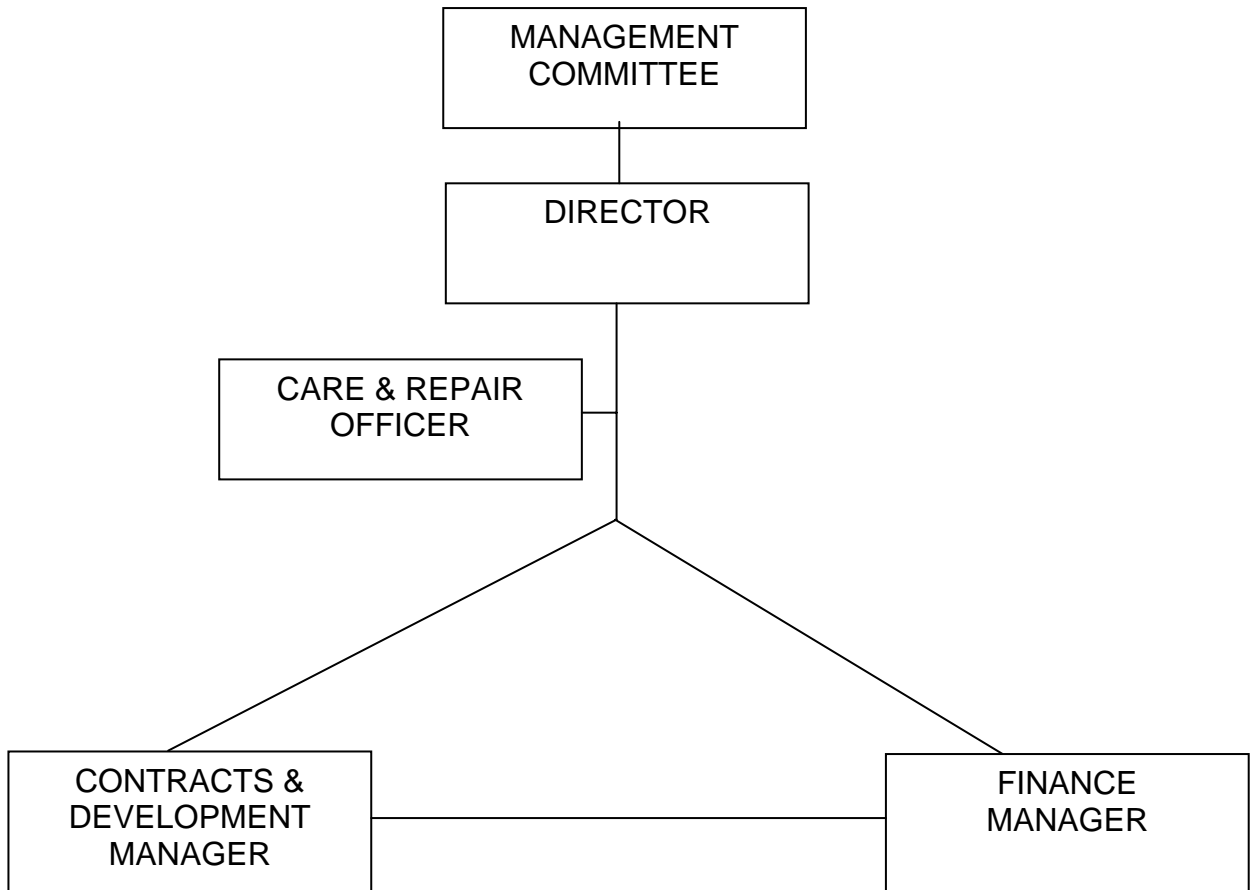 MANAGEMENT
COMMITTEE
DIRECTOR
CARE & REPAIR
OFFICER
CONTRACTS &
DEVELOPMENT
MANAGER
FINANCE
MANAGER